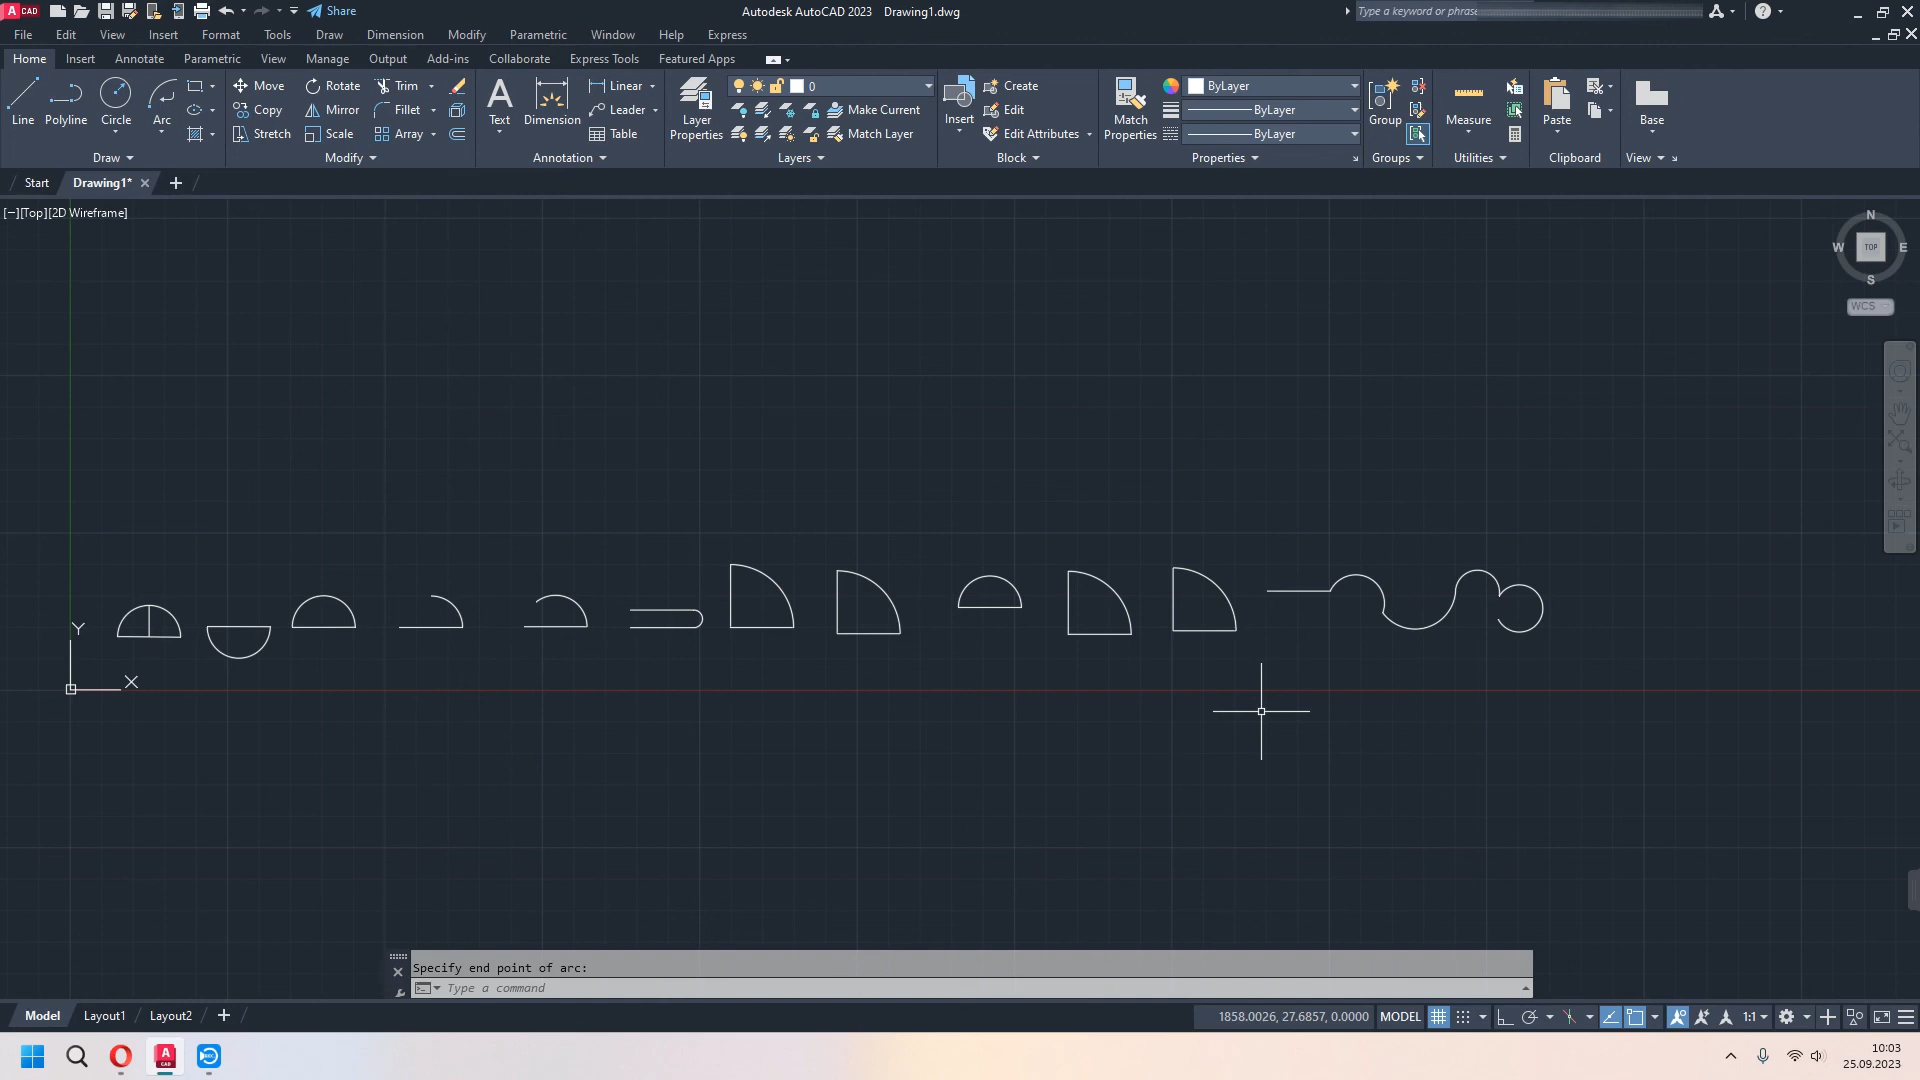 A CAD Share Autodesk AutoCAD 2023 Drawing1.dwg Type a keyword or phrase
File Edit View Insert Format Tools Draw Dimension Modify Parametric Window Help Express
Home Insert Annotate Parametric View Manage Output Add-ins Collaborate Express Tools Featured Apps
Line Polyline Circle Arc
Move Rotate Trim
Copy Mirror Fillet
Stretch Scale Array
Text Dimension
Linear
Leader
Table
Layer
Properties
0
Make Current
Match Layer
Insert
Create
Edit
Edit Attributes
Match
Properties
ByLayer
ByLayer
ByLayer
Group
Measure
Paste
Base
Draw Modify Annotation Layers Block Properties Groups Utilities Clipboard View
Start Drawing1*
[−][Top][2D Wireframe]
N
W TOP E
S
WCS
Y
X
Specify end point of arc:
Type a command
Model Layout1 Layout2 1858.0026, 27.6857, 0.0000 MODEL 1:1
A
CAD
REC
10:03
25.09.2023